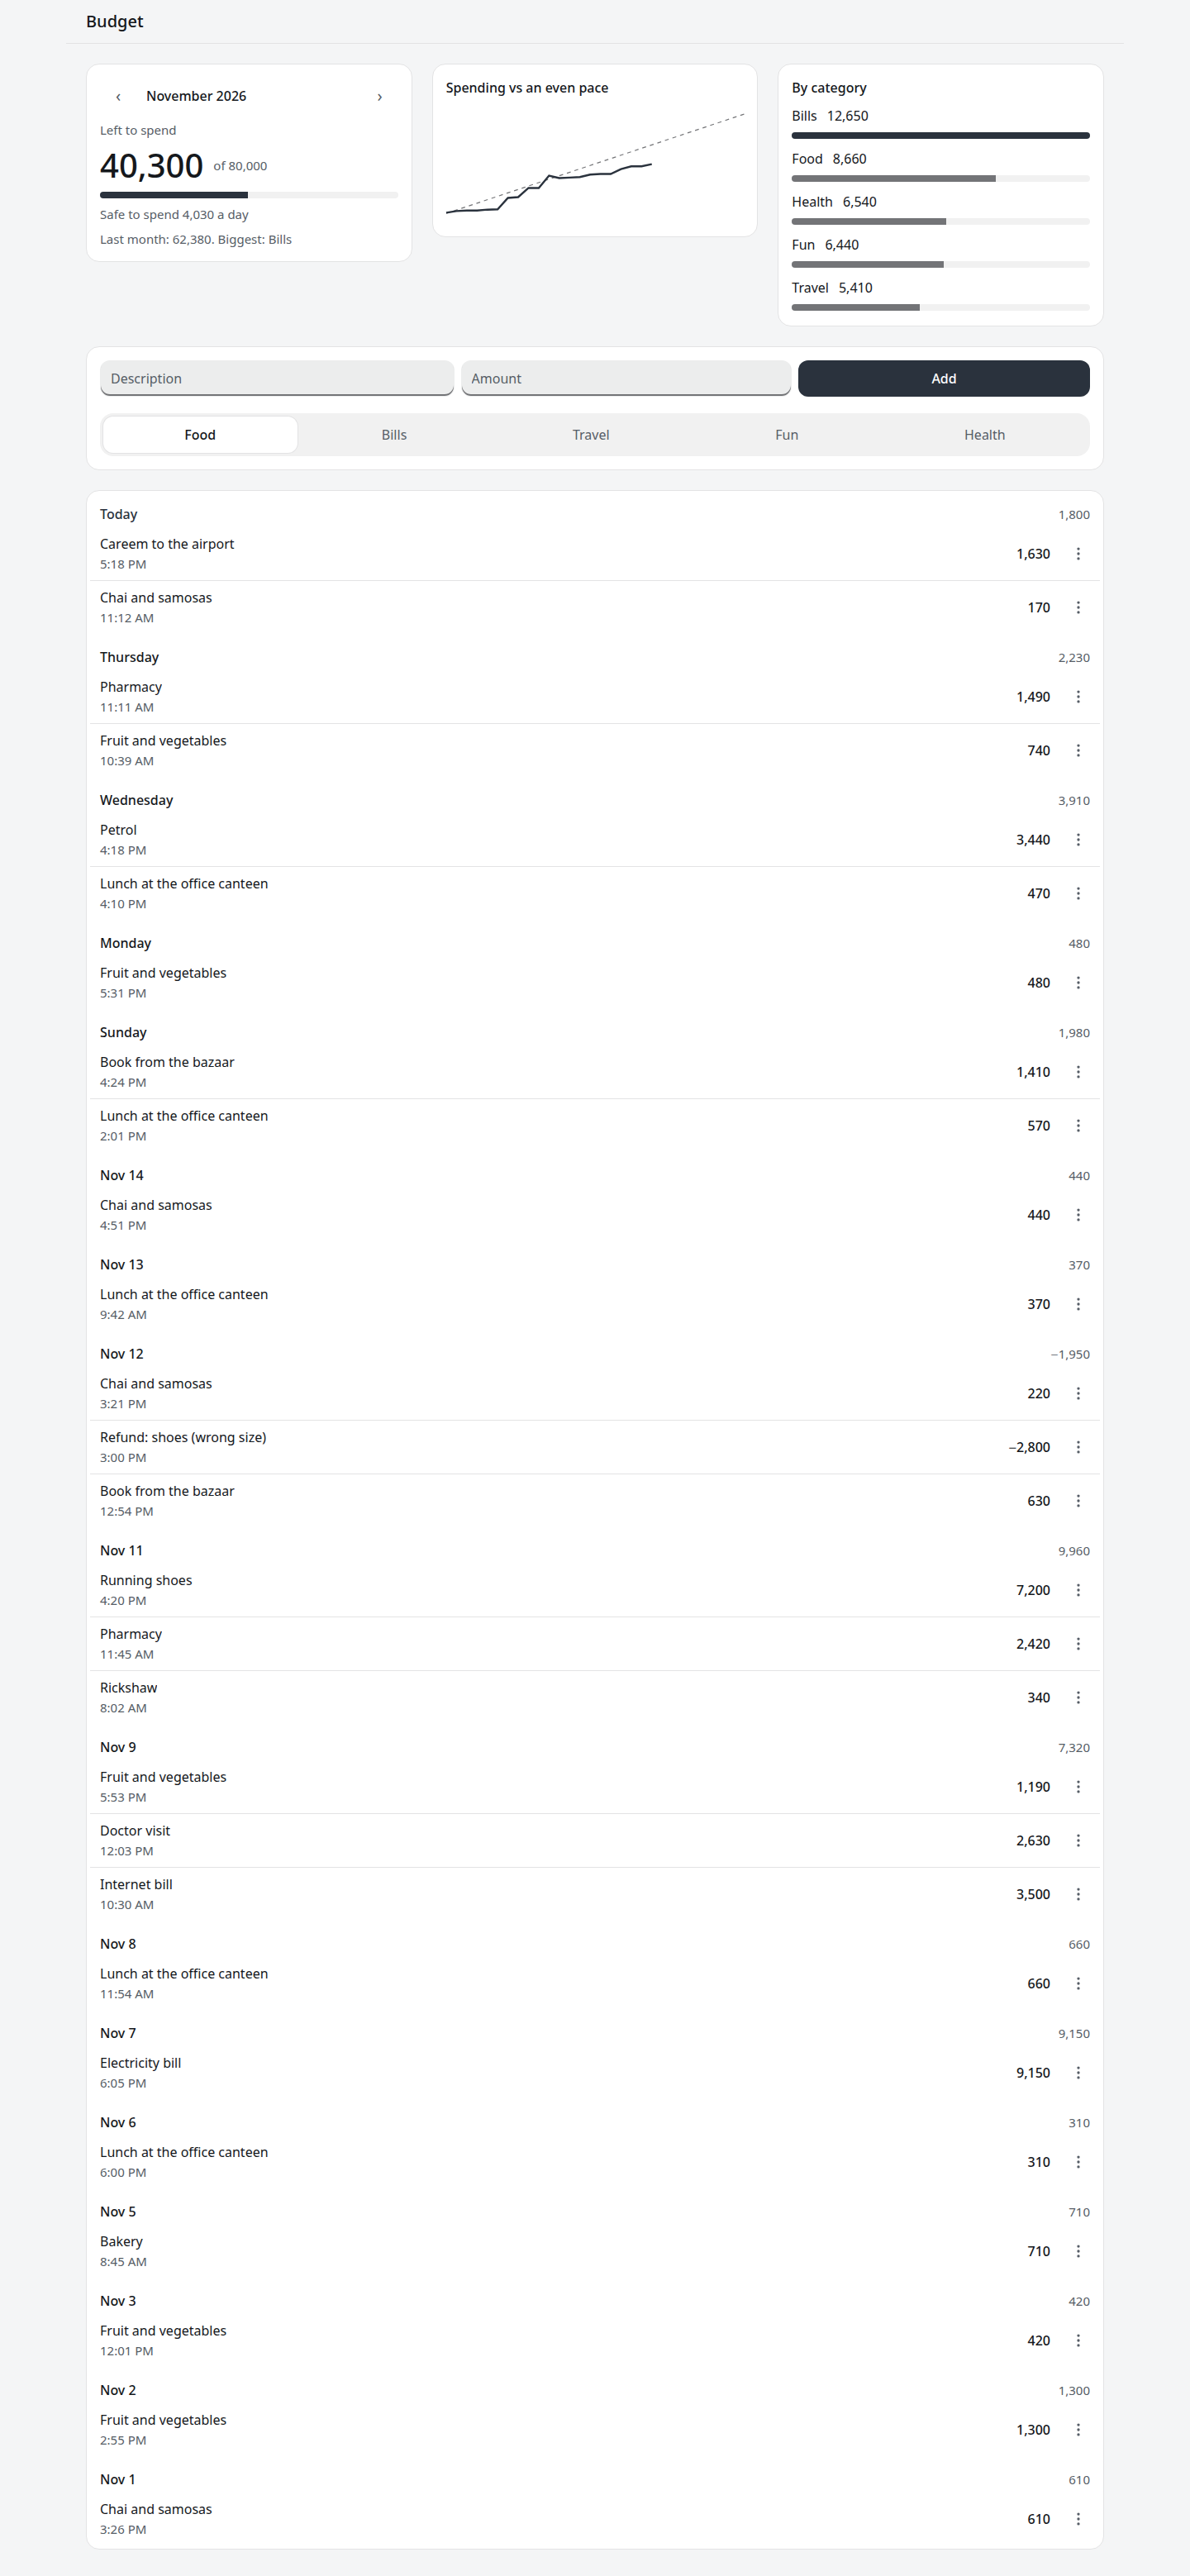 Budget
‹ November 2026 ›
Left to spend
40,300 of 80,000
Safe to spend 4,030 a day
Last month: 62,380. Biggest: Bills
Spending vs an even pace
By category
Bills 12,650
Food 8,660
Health 6,540
Fun 6,440
Travel 5,410
Description Amount Add
Food Bills Travel Fun Health
Today 1,800
Careem to the airport
5:18 PM
1,630
Chai and samosas
11:12 AM
170
Thursday 2,230
Pharmacy
11:11 AM
1,490
Fruit and vegetables
10:39 AM
740
Wednesday 3,910
Petrol
4:18 PM
3,440
Lunch at the office canteen
4:10 PM
470
Monday 480
Fruit and vegetables
5:31 PM
480
Sunday 1,980
Book from the bazaar
4:24 PM
1,410
Lunch at the office canteen
2:01 PM
570
Nov 14 440
Chai and samosas
4:51 PM
440
Nov 13 370
Lunch at the office canteen
9:42 AM
370
Nov 12 −1,950
Chai and samosas
3:21 PM
220
Refund: shoes (wrong size)
3:00 PM
−2,800
Book from the bazaar
12:54 PM
630
Nov 11 9,960
Running shoes
4:20 PM
7,200
Pharmacy
11:45 AM
2,420
Rickshaw
8:02 AM
340
Nov 9 7,320
Fruit and vegetables
5:53 PM
1,190
Doctor visit
12:03 PM
2,630
Internet bill
10:30 AM
3,500
Nov 8 660
Lunch at the office canteen
11:54 AM
660
Nov 7 9,150
Electricity bill
6:05 PM
9,150
Nov 6 310
Lunch at the office canteen
6:00 PM
310
Nov 5 710
Bakery
8:45 AM
710
Nov 3 420
Fruit and vegetables
12:01 PM
420
Nov 2 1,300
Fruit and vegetables
2:55 PM
1,300
Nov 1 610
Chai and samosas
3:26 PM
610